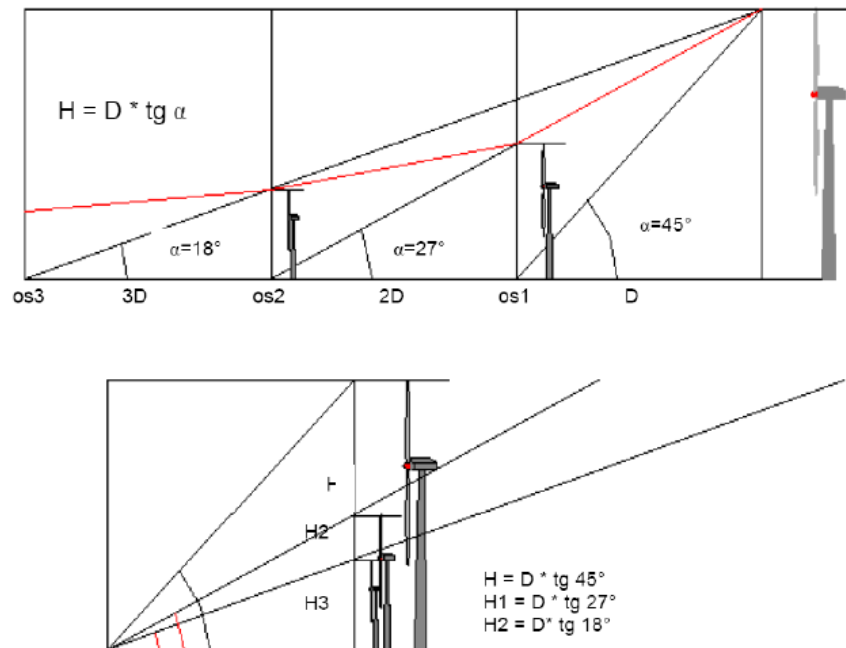 H = D * tg α
α=18°
α=27°
α=45°
os3 3D os2 2D os1 D
H2
H3
H = D * tg 45°
H1 = D * tg 27°
H2 = D* tg 18°